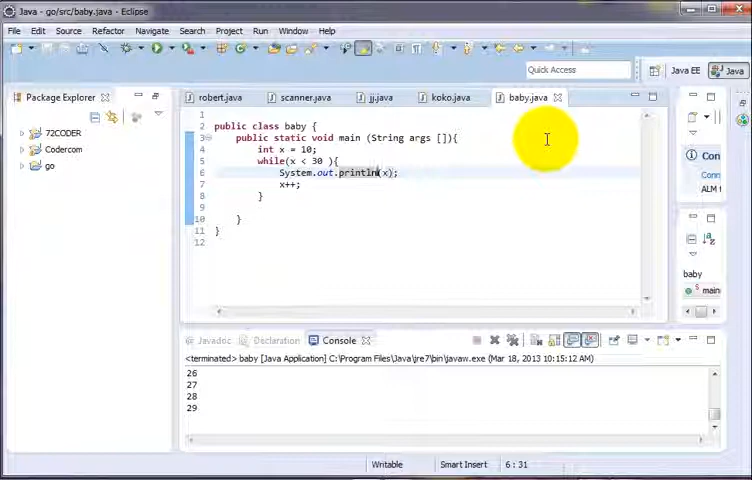 Java - go/src/baby.java - Eclipse
File Edit Source Refactor Navigate Search Project Run Window Help
Quick Access Java EE Java
Package Explorer
72CODER
Codercom
go
robert.java scanner.java jj.java koko.java baby.java
1
2 public class baby {
3 public static void main (String args []){
4 int x = 10;
5 while(x < 30 ){
6 System.out.println(x);
7 x++;
8 }
9
10 }
11 }
12
Con
Conn
ALM f
baby
main
Javadoc Declaration Console
<terminated> baby [Java Application] C:\Program Files\Java\jre7\bin\javaw.exe (Mar 18, 2013 10:15:12 AM)
26
27
28
29
Writable Smart Insert 6 : 31